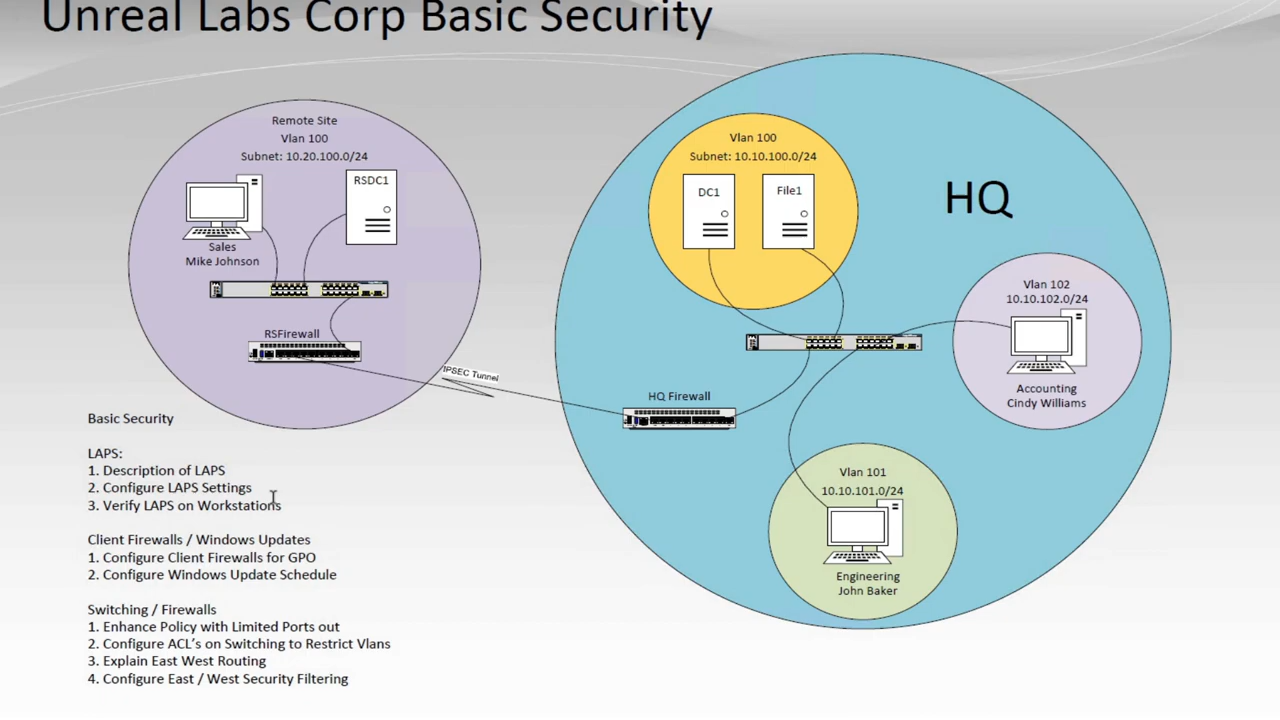 Unreal Labs Corp Basic Security
Remote Site
Vlan 100
Subnet: 10.20.100.0/24
RSDC1
Sales
Mike Johnson
RSFirewall
IPSEC Tunnel
HQ
Vlan 100
Subnet: 10.10.100.0/24
DC1
File1
Vlan 102
10.10.102.0/24
Accounting
Cindy Williams
HQ Firewall
Vlan 101
10.10.101.0/24
Engineering
John Baker
Basic Security
LAPS:
1. Description of LAPS
2. Configure LAPS Settings
3. Verify LAPS on Workstations
Client Firewalls / Windows Updates
1. Configure Client Firewalls for GPO
2. Configure Windows Update Schedule
Switching / Firewalls
1. Enhance Policy with Limited Ports out
2. Configure ACL’s on Switching to Restrict Vlans
3. Explain East West Routing
4. Configure East / West Security Filtering